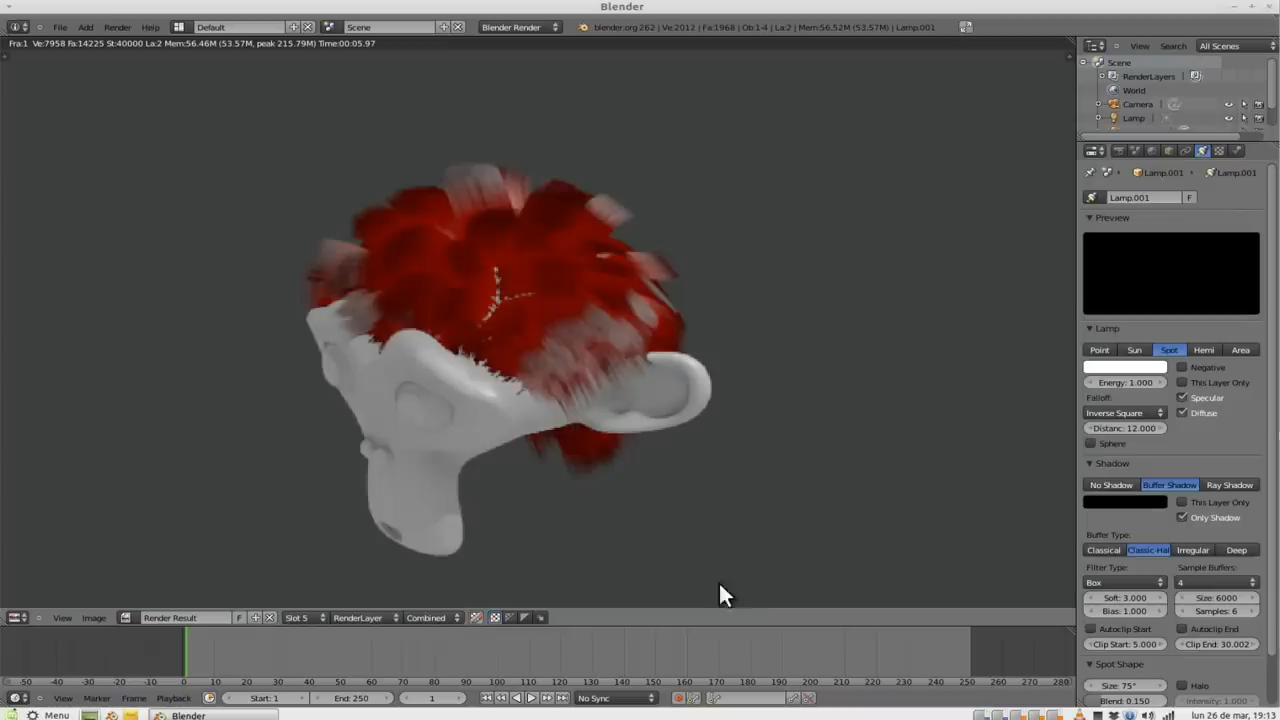 Blender
File Add Render Help Default Scene Blender Render blender.org 262 | Ve:2012 | Fa:1968 | Ob:1-4 | La:2 | Mem:56.52M (53.57M) | Lamp.001
Fra:1 Ve:7958 Fa:14225 St:40000 La:2 Mem:56.46M (53.57M, peak 215.79M) Time:00:05.97
View Search All Scenes
Scene
RenderLayers
World
Camera
Lamp
Lamp.001 Lamp.001
Lamp.001 F
Preview
Lamp
Point Sun Spot Hemi Area
Negative
Energy: 1.000 This Layer Only
Falloff: Specular
Inverse Square Diffuse
Distanc: 12.000
Sphere
Shadow
No Shadow Buffer Shadow Ray Shadow
This Layer Only
Only Shadow
Buffer Type:
Classical Classic-Hal Irregular Deep
Filter Type: Sample Buffers:
Box 4
Soft: 3.000 Size: 6000
Bias: 1.000 Samples: 6
Autoclip Start Autoclip End
Clip Start: 5.000 Clip End: 30.002
Spot Shape
Size: 75° Halo
Blend: 0.150 Intensity: 1.000
View Image Render Result F Slot 5 RenderLayer Combined
-50 -40 -30 -20 -10 0 10 20 30 40 50 60 70 80 90 100 110 120 130 140 150 160 170 180 190 200 210 220 230 240 250 260 270 280
View Marker Frame Playback Start: 1 End: 250 1 No Sync
Menu Blender lun 26 de mar, 19:13